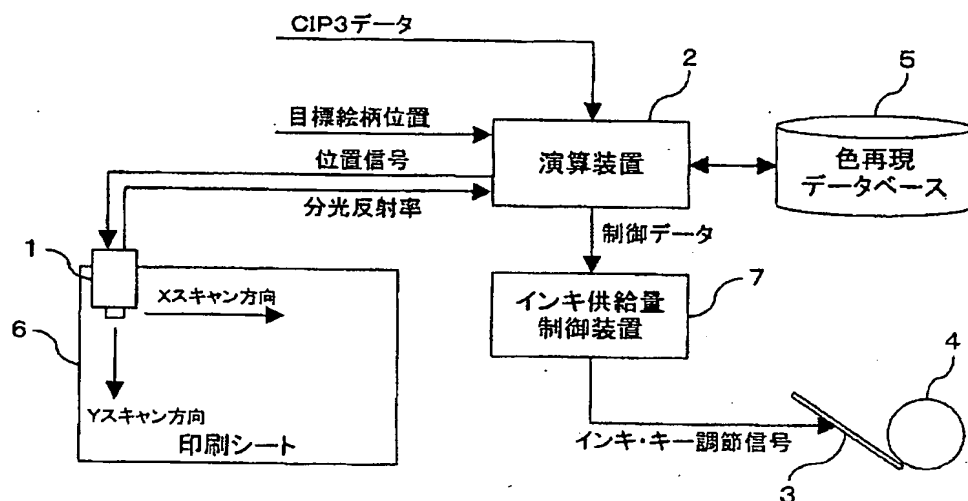 CIP3データ
2
5
目標絵柄位置
位置信号
演算装置
色再現
データベース
分光反射率
制御データ
1
Xスキャン方向
7
インキ供給量
制御装置
6
4
Yスキャン方向
印刷シート
インキ・キー調節信号
3